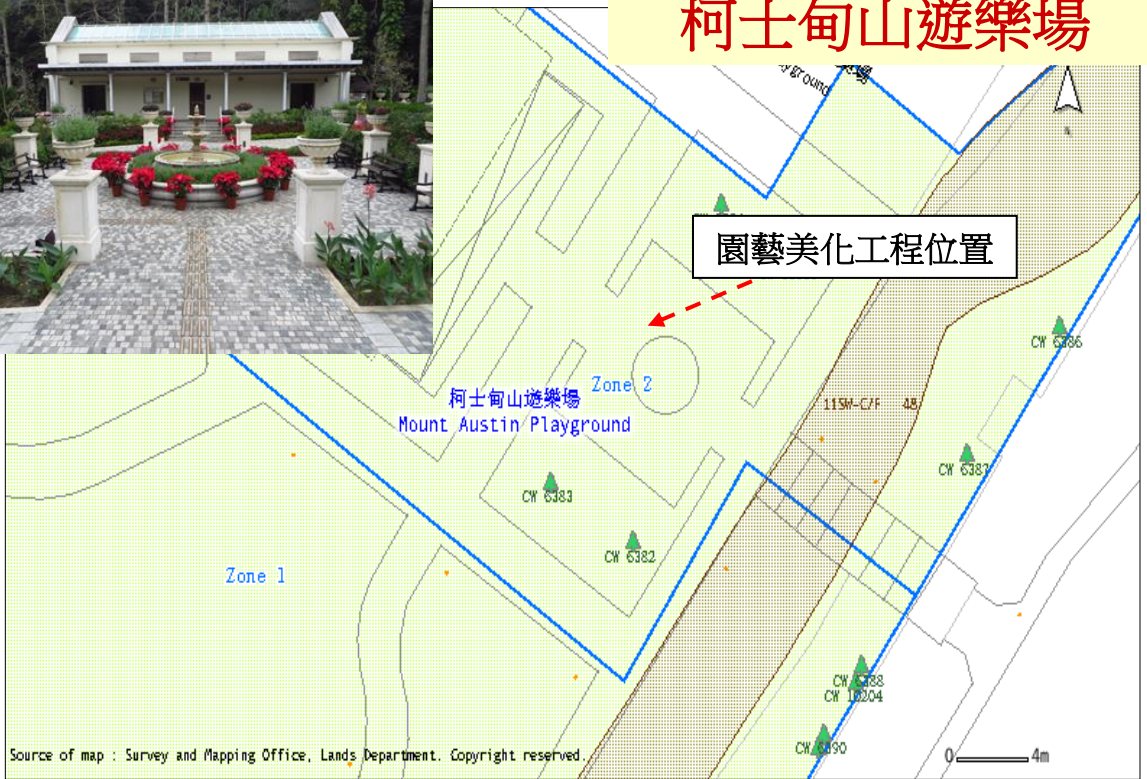 柯士甸山遊樂場
yground
N
園藝美化工程位置
CW 6386
Zone 2
柯士甸山遊樂場
Mount Austin Playground
11SW-C/F 48
CW 6387
CW 6383
CW 6382
Zone 1
CW 6388
CW 10204
CW 6390
Source of map : Survey and Mapping Office, Lands Department. Copyright reserved.
0 4m